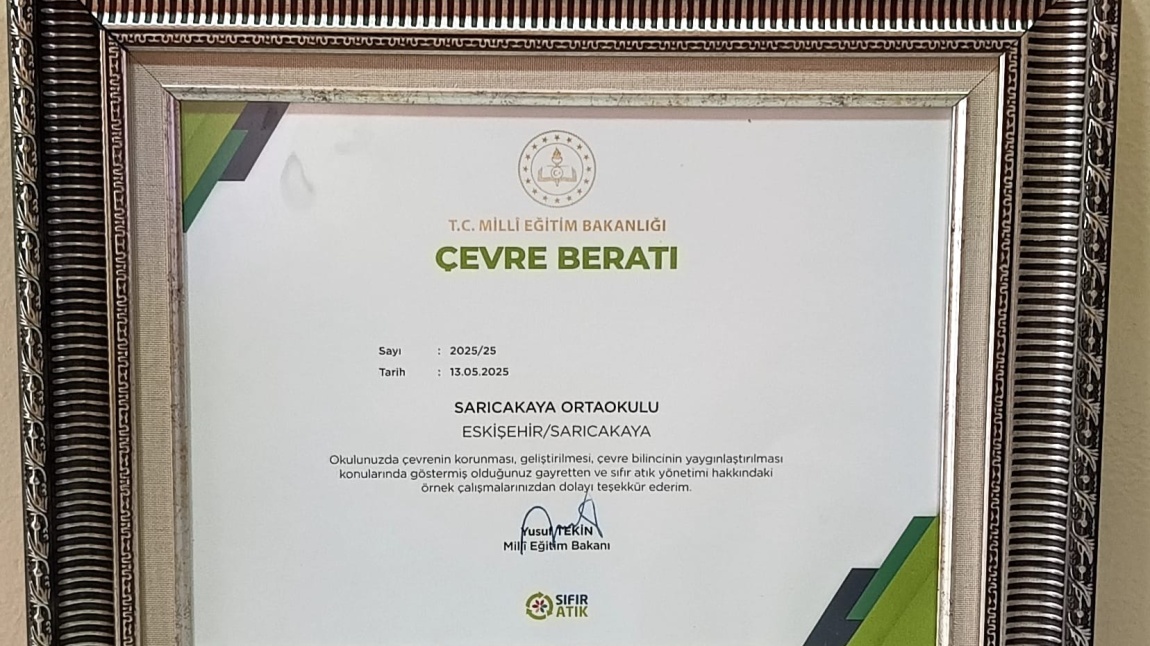 T.C. MİLLÎ EĞİTİM BAKANLIĞI
ÇEVRE BERATI
Sayı : 2025/25
Tarih : 13.05.2025
SARICAKAYA ORTAOKULU
ESKİŞEHİR/SARICAKAYA
Okulunuzda çevrenin korunması, geliştirilmesi, çevre bilincinin yaygınlaştırılması
konularında göstermiş olduğunuz gayretten ve sıfır atık yönetimi hakkındaki
örnek çalışmalarınızdan dolayı teşekkür ederim.
Yusuf TEKİN
Millî Eğitim Bakanı
SIFIR
ATIK